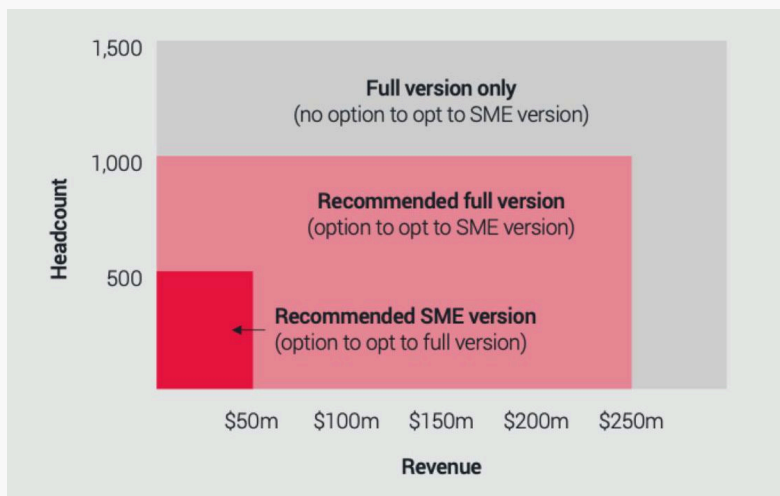 1,500
Full version only
(no option to opt to SME version)
1,000
Recommended full version
(option to opt to SME version)
Headcount
500
Recommended SME version
(option to opt to full version)
$50m $100m $150m $200m $250m
Revenue